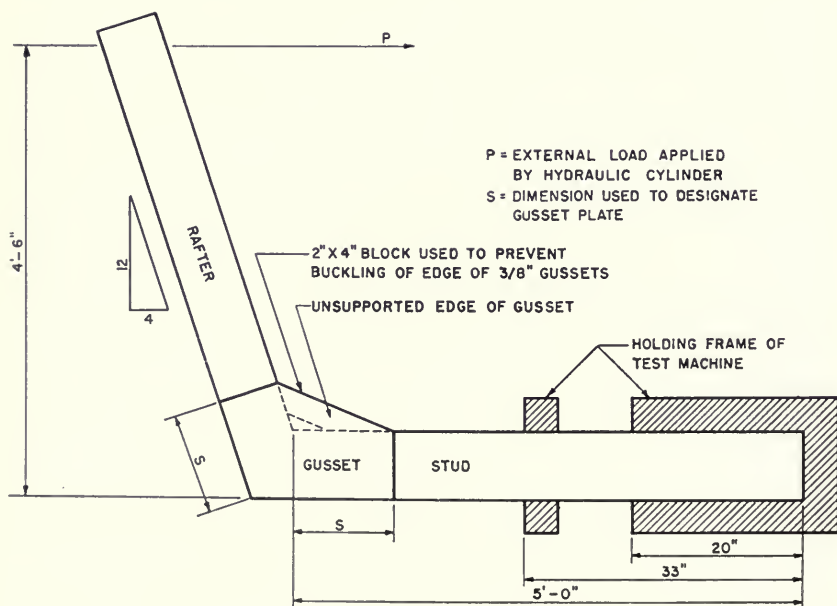 P
P = EXTERNAL LOAD APPLIED
BY HYDRAULIC CYLINDER
S = DIMENSION USED TO DESIGNATE
GUSSET PLATE
4'-6"
12
4
RAFTER
2"X4" BLOCK USED TO PREVENT
BUCKLING OF EDGE OF 3/8" GUSSETS
UNSUPPORTED EDGE OF GUSSET
HOLDING FRAME OF
TEST MACHINE
S
GUSSET
STUD
S
20"
33"
5'-0"